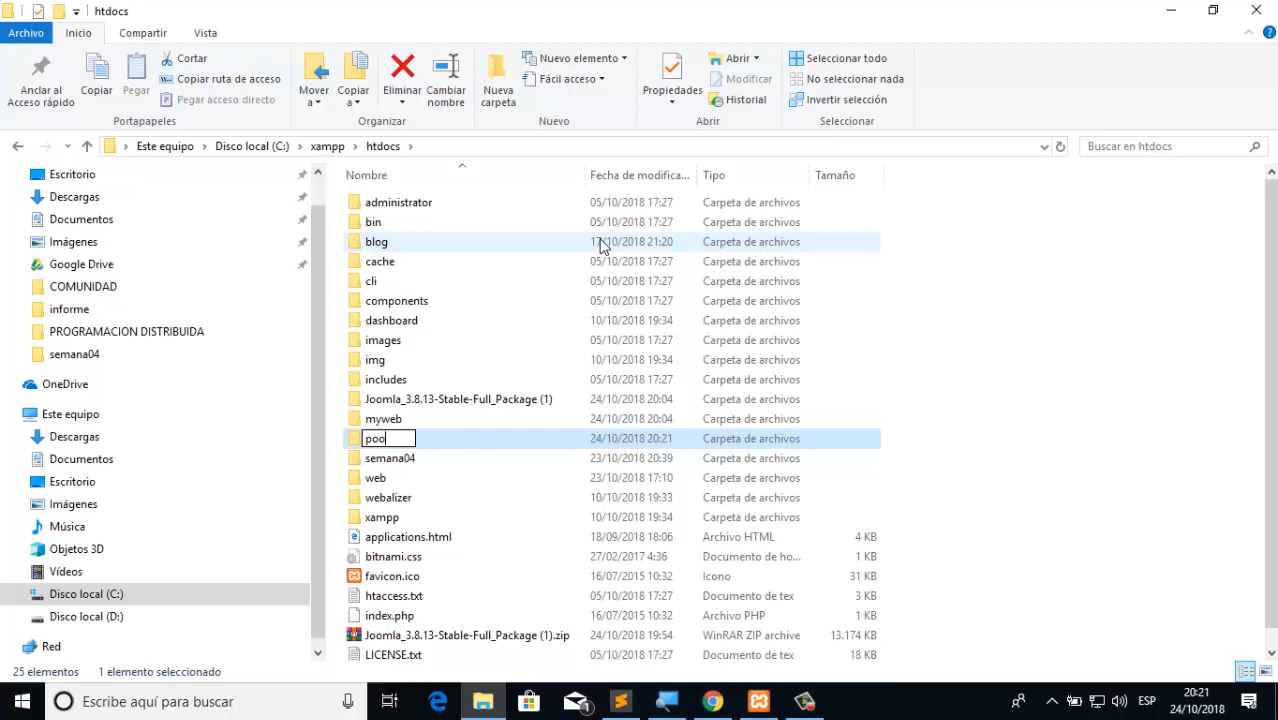 htdocs
Archivo Inicio Compartir Vista
Anclar al Acceso rápido
Copiar
Pegar
Cortar
Copiar ruta de acceso
Pegar acceso directo
Portapapeles
Mover a
Copiar a
Eliminar
Cambiar nombre
Organizar
Nueva carpeta
Nuevo elemento
Fácil acceso
Nuevo
Propiedades
Abrir
Modificar
Historial
Abrir
Seleccionar todo
No seleccionar nada
Invertir selección
Seleccionar
Este equipo > Disco local (C:) > xampp > htdocs >
Buscar en htdocs
Escritorio
Descargas
Documentos
Imágenes
Google Drive
COMUNIDAD
informe
PROGRAMACION DISTRIBUIDA
semana04
OneDrive
Este equipo
Descargas
Documentos
Escritorio
Imágenes
Música
Objetos 3D
Vídeos
Disco local (C:)
Disco local (D:)
Red
Nombre Fecha de modifica... Tipo Tamaño
administrator 05/10/2018 17:27 Carpeta de archivos
bin 05/10/2018 17:27 Carpeta de archivos
blog 17/10/2018 21:20 Carpeta de archivos
cache 05/10/2018 17:27 Carpeta de archivos
cli 05/10/2018 17:27 Carpeta de archivos
components 05/10/2018 17:27 Carpeta de archivos
dashboard 10/10/2018 19:34 Carpeta de archivos
images 05/10/2018 17:27 Carpeta de archivos
img 10/10/2018 19:34 Carpeta de archivos
includes 05/10/2018 17:27 Carpeta de archivos
Joomla_3.8.13-Stable-Full_Package (1) 24/10/2018 20:04 Carpeta de archivos
myweb 24/10/2018 20:04 Carpeta de archivos
poo 24/10/2018 20:21 Carpeta de archivos
semana04 23/10/2018 20:39 Carpeta de archivos
web 23/10/2018 17:10 Carpeta de archivos
webalizer 10/10/2018 19:33 Carpeta de archivos
xampp 10/10/2018 19:34 Carpeta de archivos
applications.html 18/09/2018 18:06 Archivo HTML 4 KB
bitnami.css 27/02/2017 4:36 Documento de ho... 1 KB
favicon.ico 16/07/2015 10:32 Icono 31 KB
htaccess.txt 05/10/2018 17:27 Documento de tex 3 KB
index.php 16/07/2015 10:32 Archivo PHP 1 KB
Joomla_3.8.13-Stable-Full_Package (1).zip 24/10/2018 19:54 WinRAR ZIP archive 13.174 KB
LICENSE.txt 05/10/2018 17:27 Documento de tex 18 KB
25 elementos 1 elemento seleccionado
Escribe aquí para buscar
1
ESP
20:21
24/10/2018